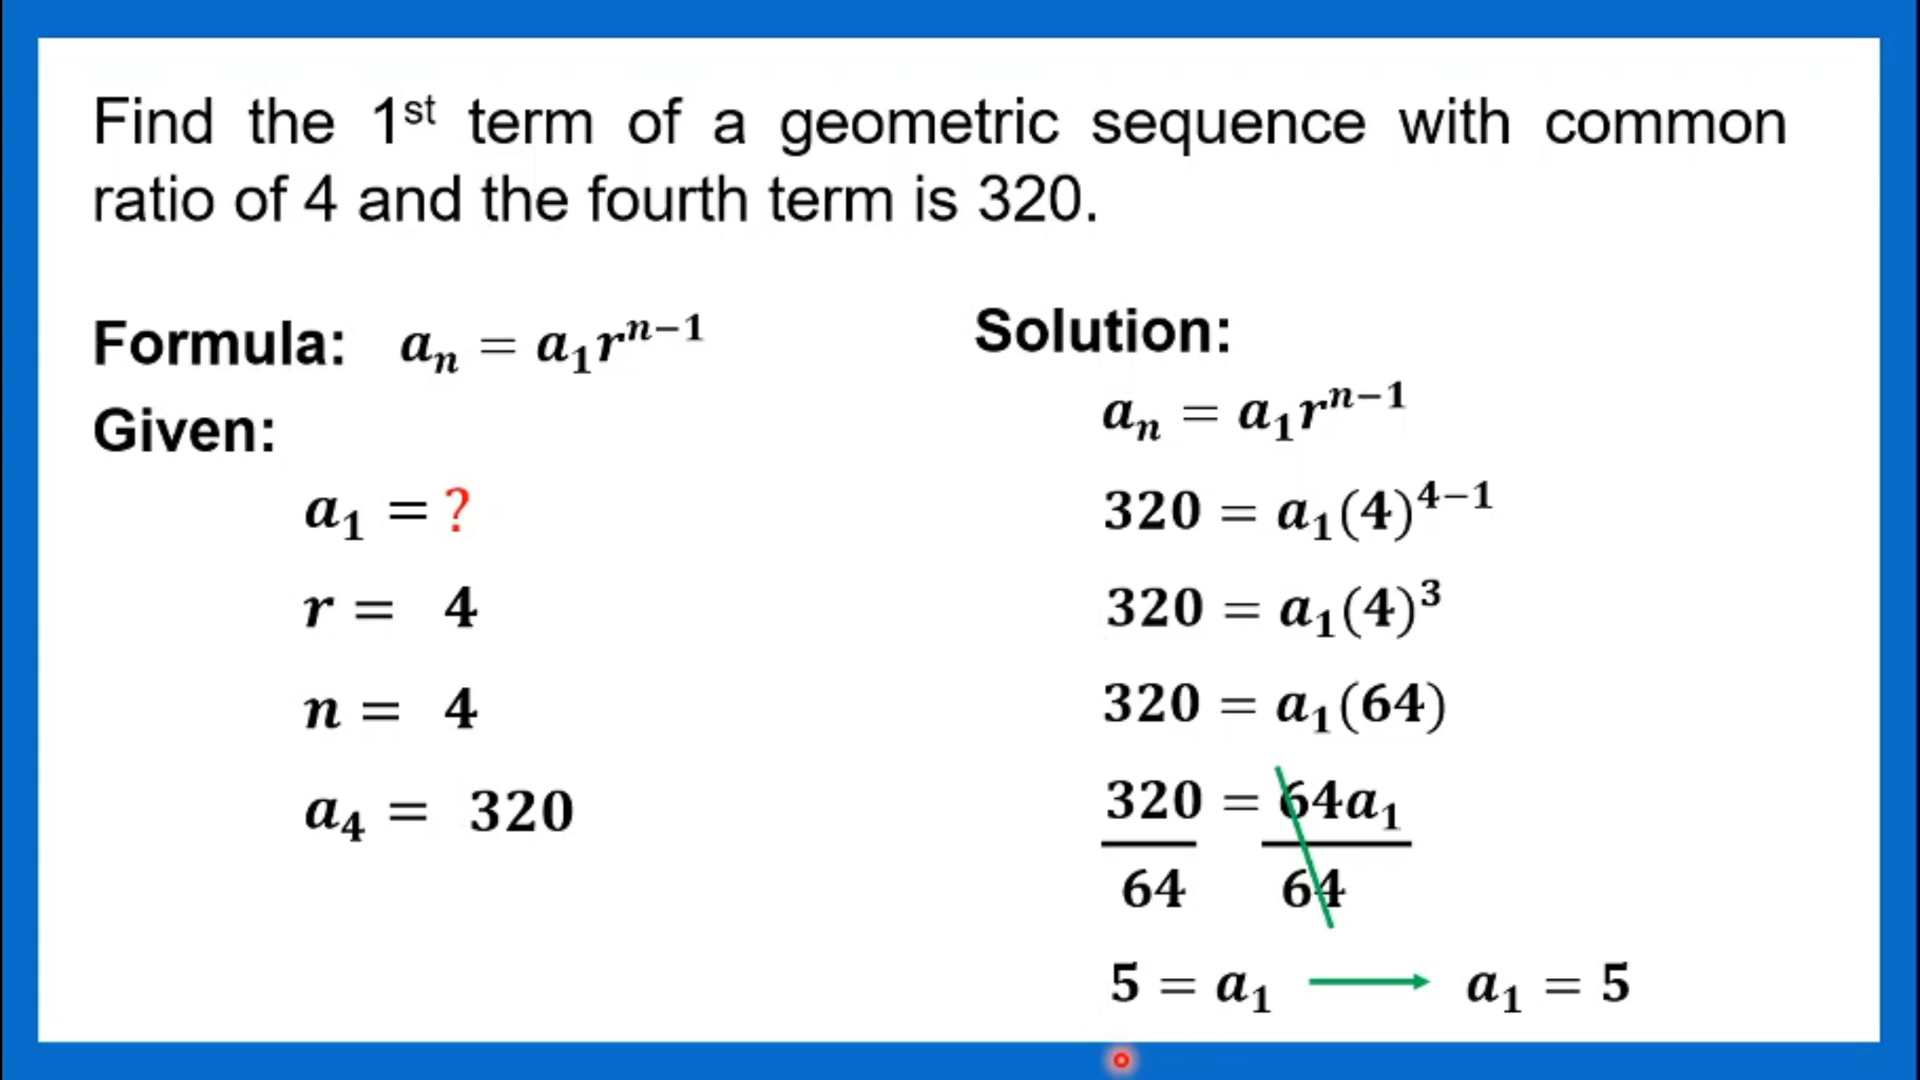 Find the 1st term of a geometric sequence with common
ratio of 4 and the fourth term is 320.
Formula: aₙ = a₁rⁿ⁻¹
Given:
a₁ = ?
r = 4
n = 4
a₄ = 320
Solution:
aₙ = a₁rⁿ⁻¹
320 = a₁(4)⁴⁻¹
320 = a₁(4)³
320 = a₁(64)
320 = 64a₁
64 64
5 = a₁ → a₁ = 5